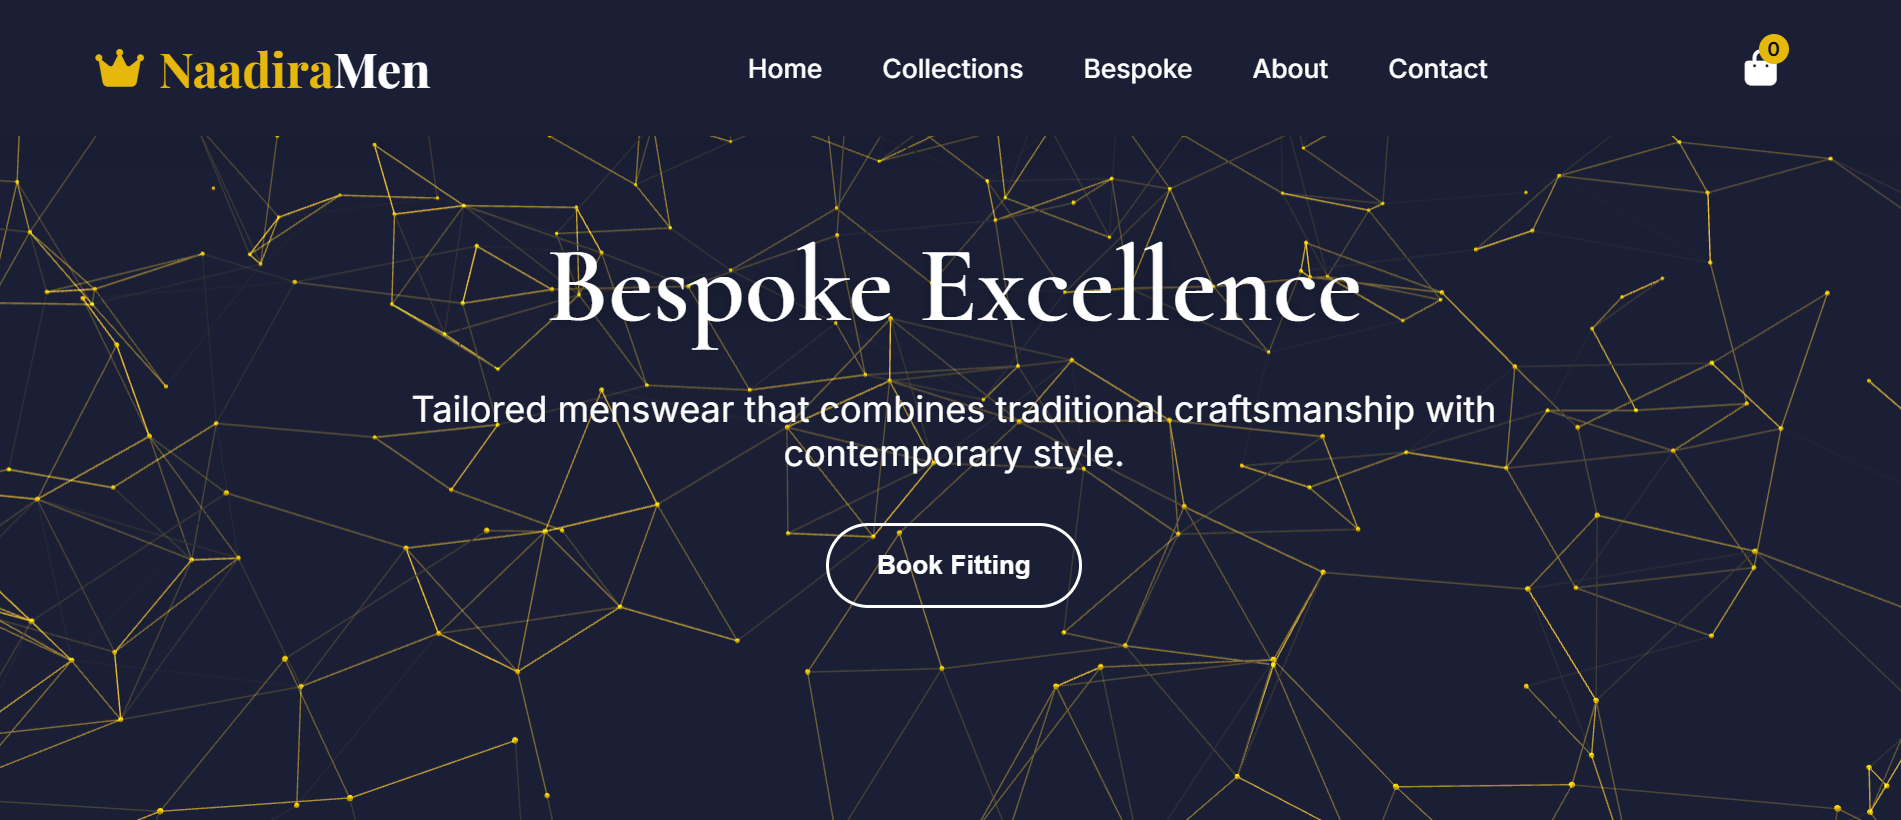 NaadiraMen
Home Collections Bespoke About Contact
0
Bespoke Excellence
Tailored menswear that combines traditional craftsmanship with
contemporary style.
Book Fitting